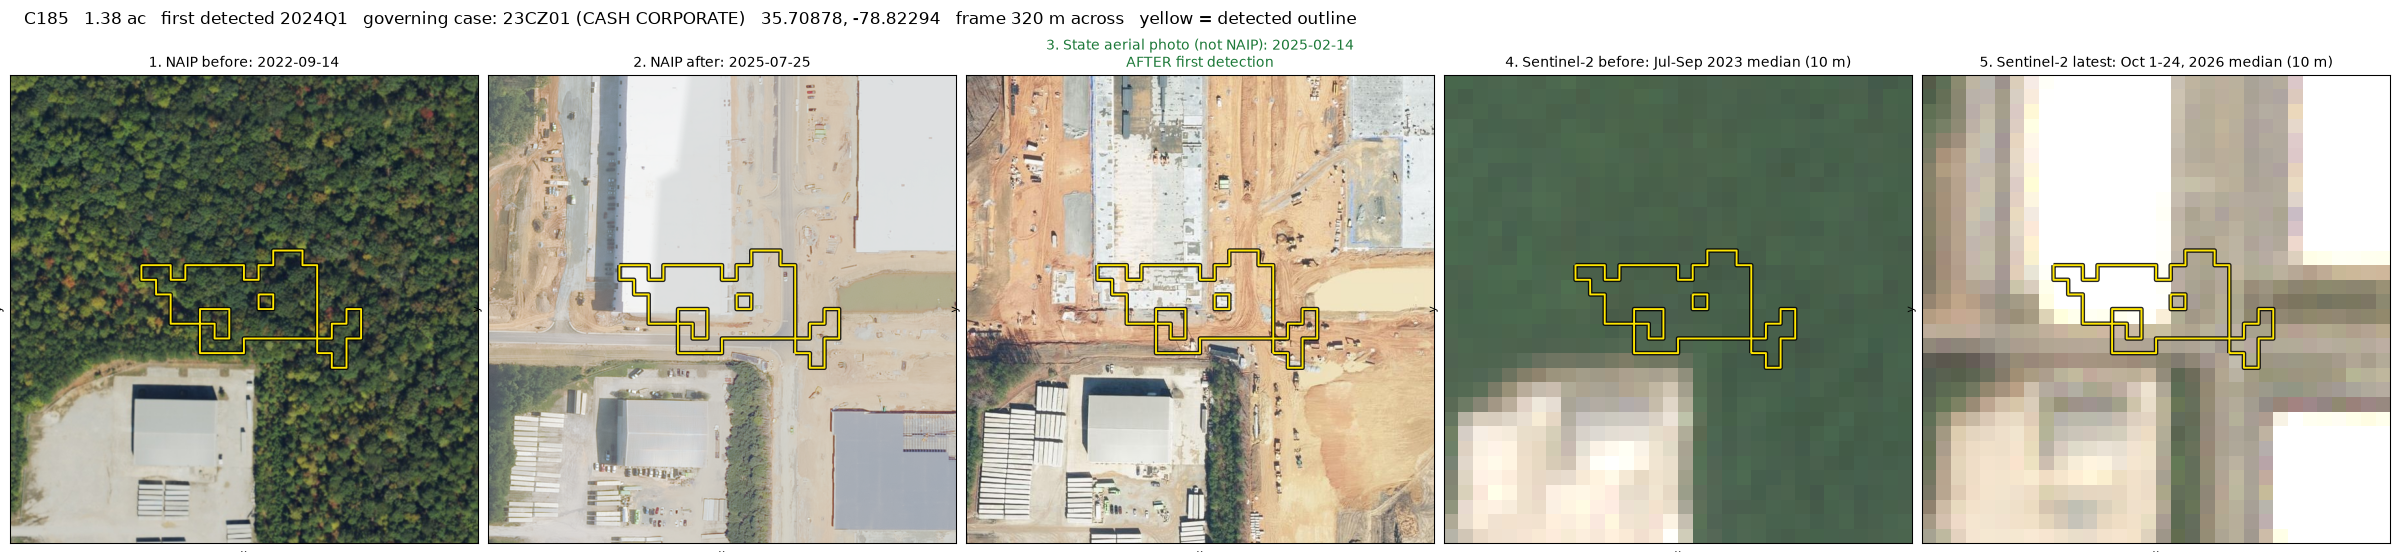 C185   1.38 ac   first detected 2024Q1   governing case: 23CZ01 (CASH CORPORATE)   35.70878, -78.82294   frame 320 m across   yellow = detected outline
1. NAIP before: 2022-09-14
2. NAIP after: 2025-07-25
3. State aerial photo (not NAIP): 2025-02-14
AFTER first detection
4. Sentinel-2 before: Jul-Sep 2023 median (10 m)
5. Sentinel-2 latest: Oct 1-24, 2026 median (10 m)